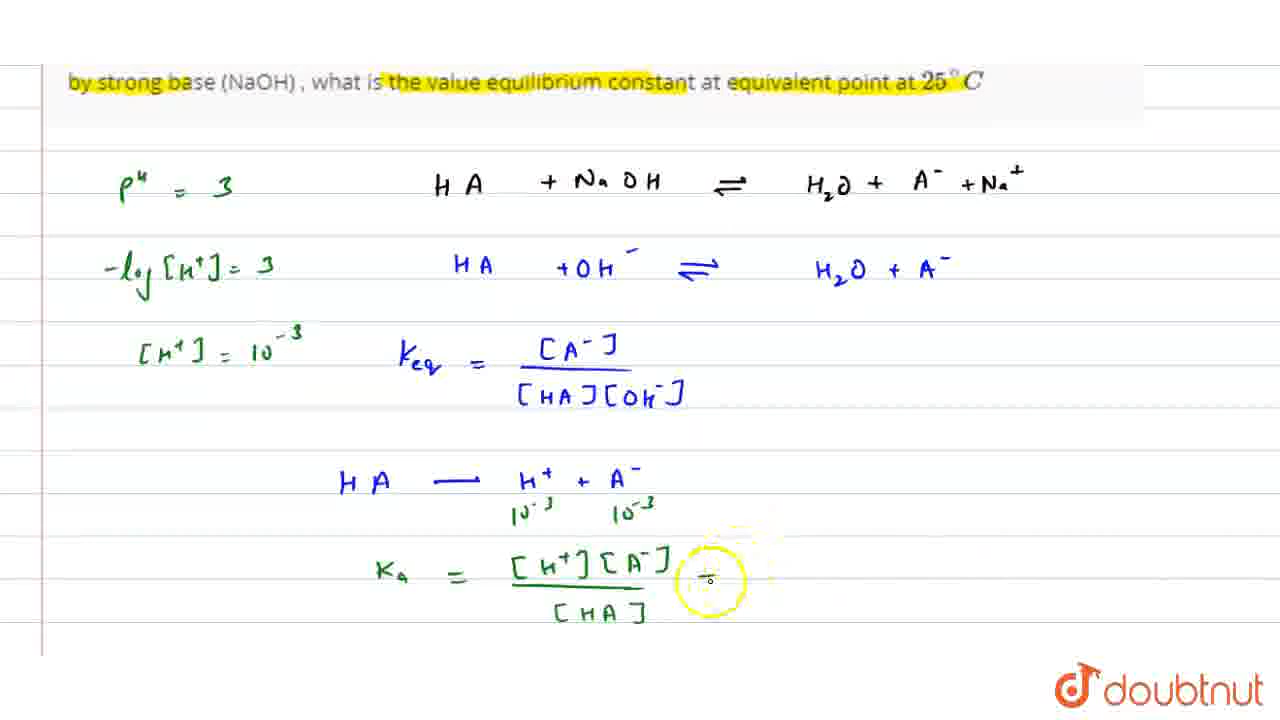 by strong base (NaOH) , what is the value equilibrium constant at equivalent point at 25°C
pH = 3 HA + NaOH ⇌ H₂O + A⁻ + Na⁺
-log [H⁺] = 3 HA + OH⁻ ⇌ H₂O + A⁻
[H⁺] = 10⁻³ Keq = [A⁻]
[HA][OH⁻]
HA — H⁺ + A⁻
10⁻³ 10⁻³
Ka = [H⁺][A⁻] =
[HA]
doubtnut